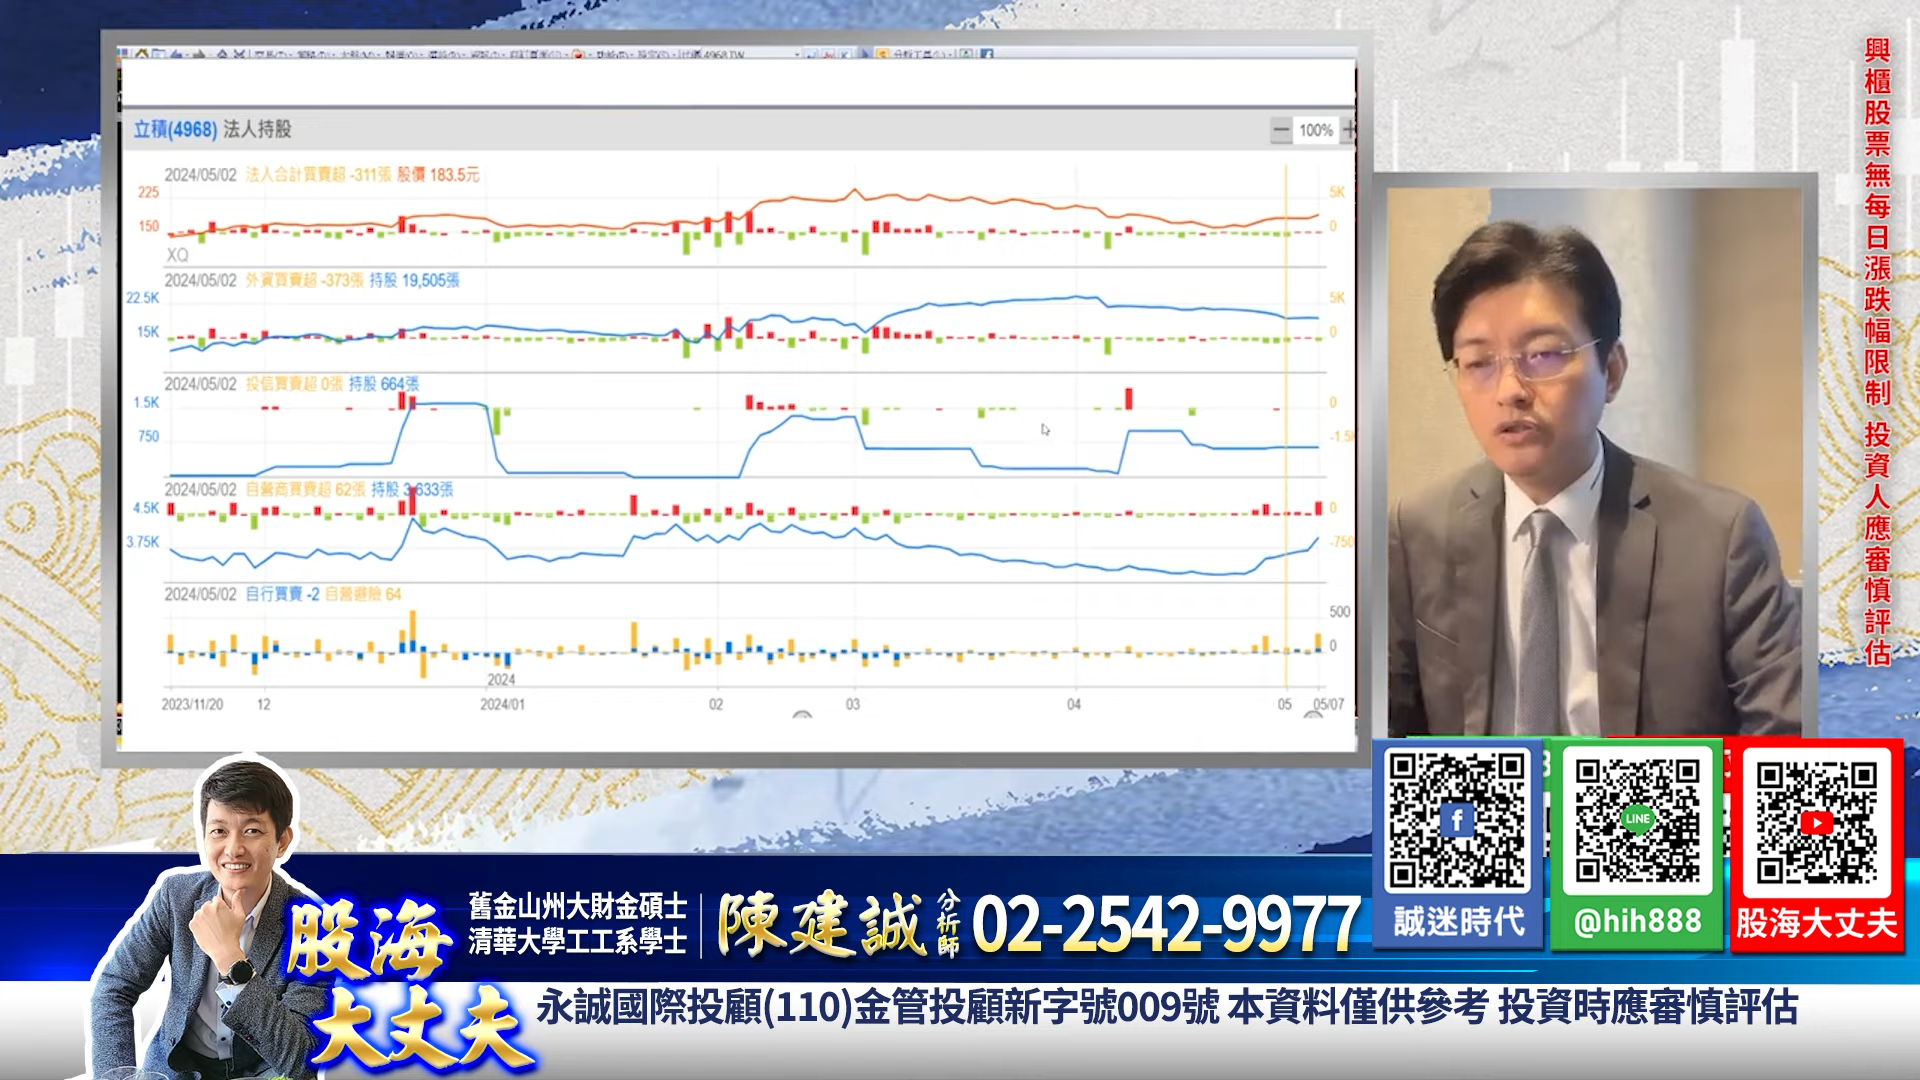 立積(4968) 法人持股
100%
2024/05/02 法人合計買賣超 -311張 股價 183.5元
225
5K
150
0
XQ
2024/05/02 外資買賣超 -373張 持股 19,505張
22.5K
5K
15K
0
2024/05/02 投信買賣超 0張 持股 664張
1.5K
0
750
-1.5
2024/05/02 自營商買賣超 62張 持股 3,633張
4.5K
0
3.75K
-750
2024/05/02 自行買賣 -2 自營避險 64
500
0
2024
2023/11/20 12 2024/01 02 03 04 05 05/07
興櫃股票無每日漲跌幅限制 投資人應審慎評估
誠迷時代
LINE
@hih888
股海大丈夫
股海
大丈夫
舊金山州大財金碩士
清華大學工工系學士
陳建誠 分析師 02-2542-9977
永誠國際投顧(110)金管投顧新字號009號 本資料僅供參考 投資時應審慎評估